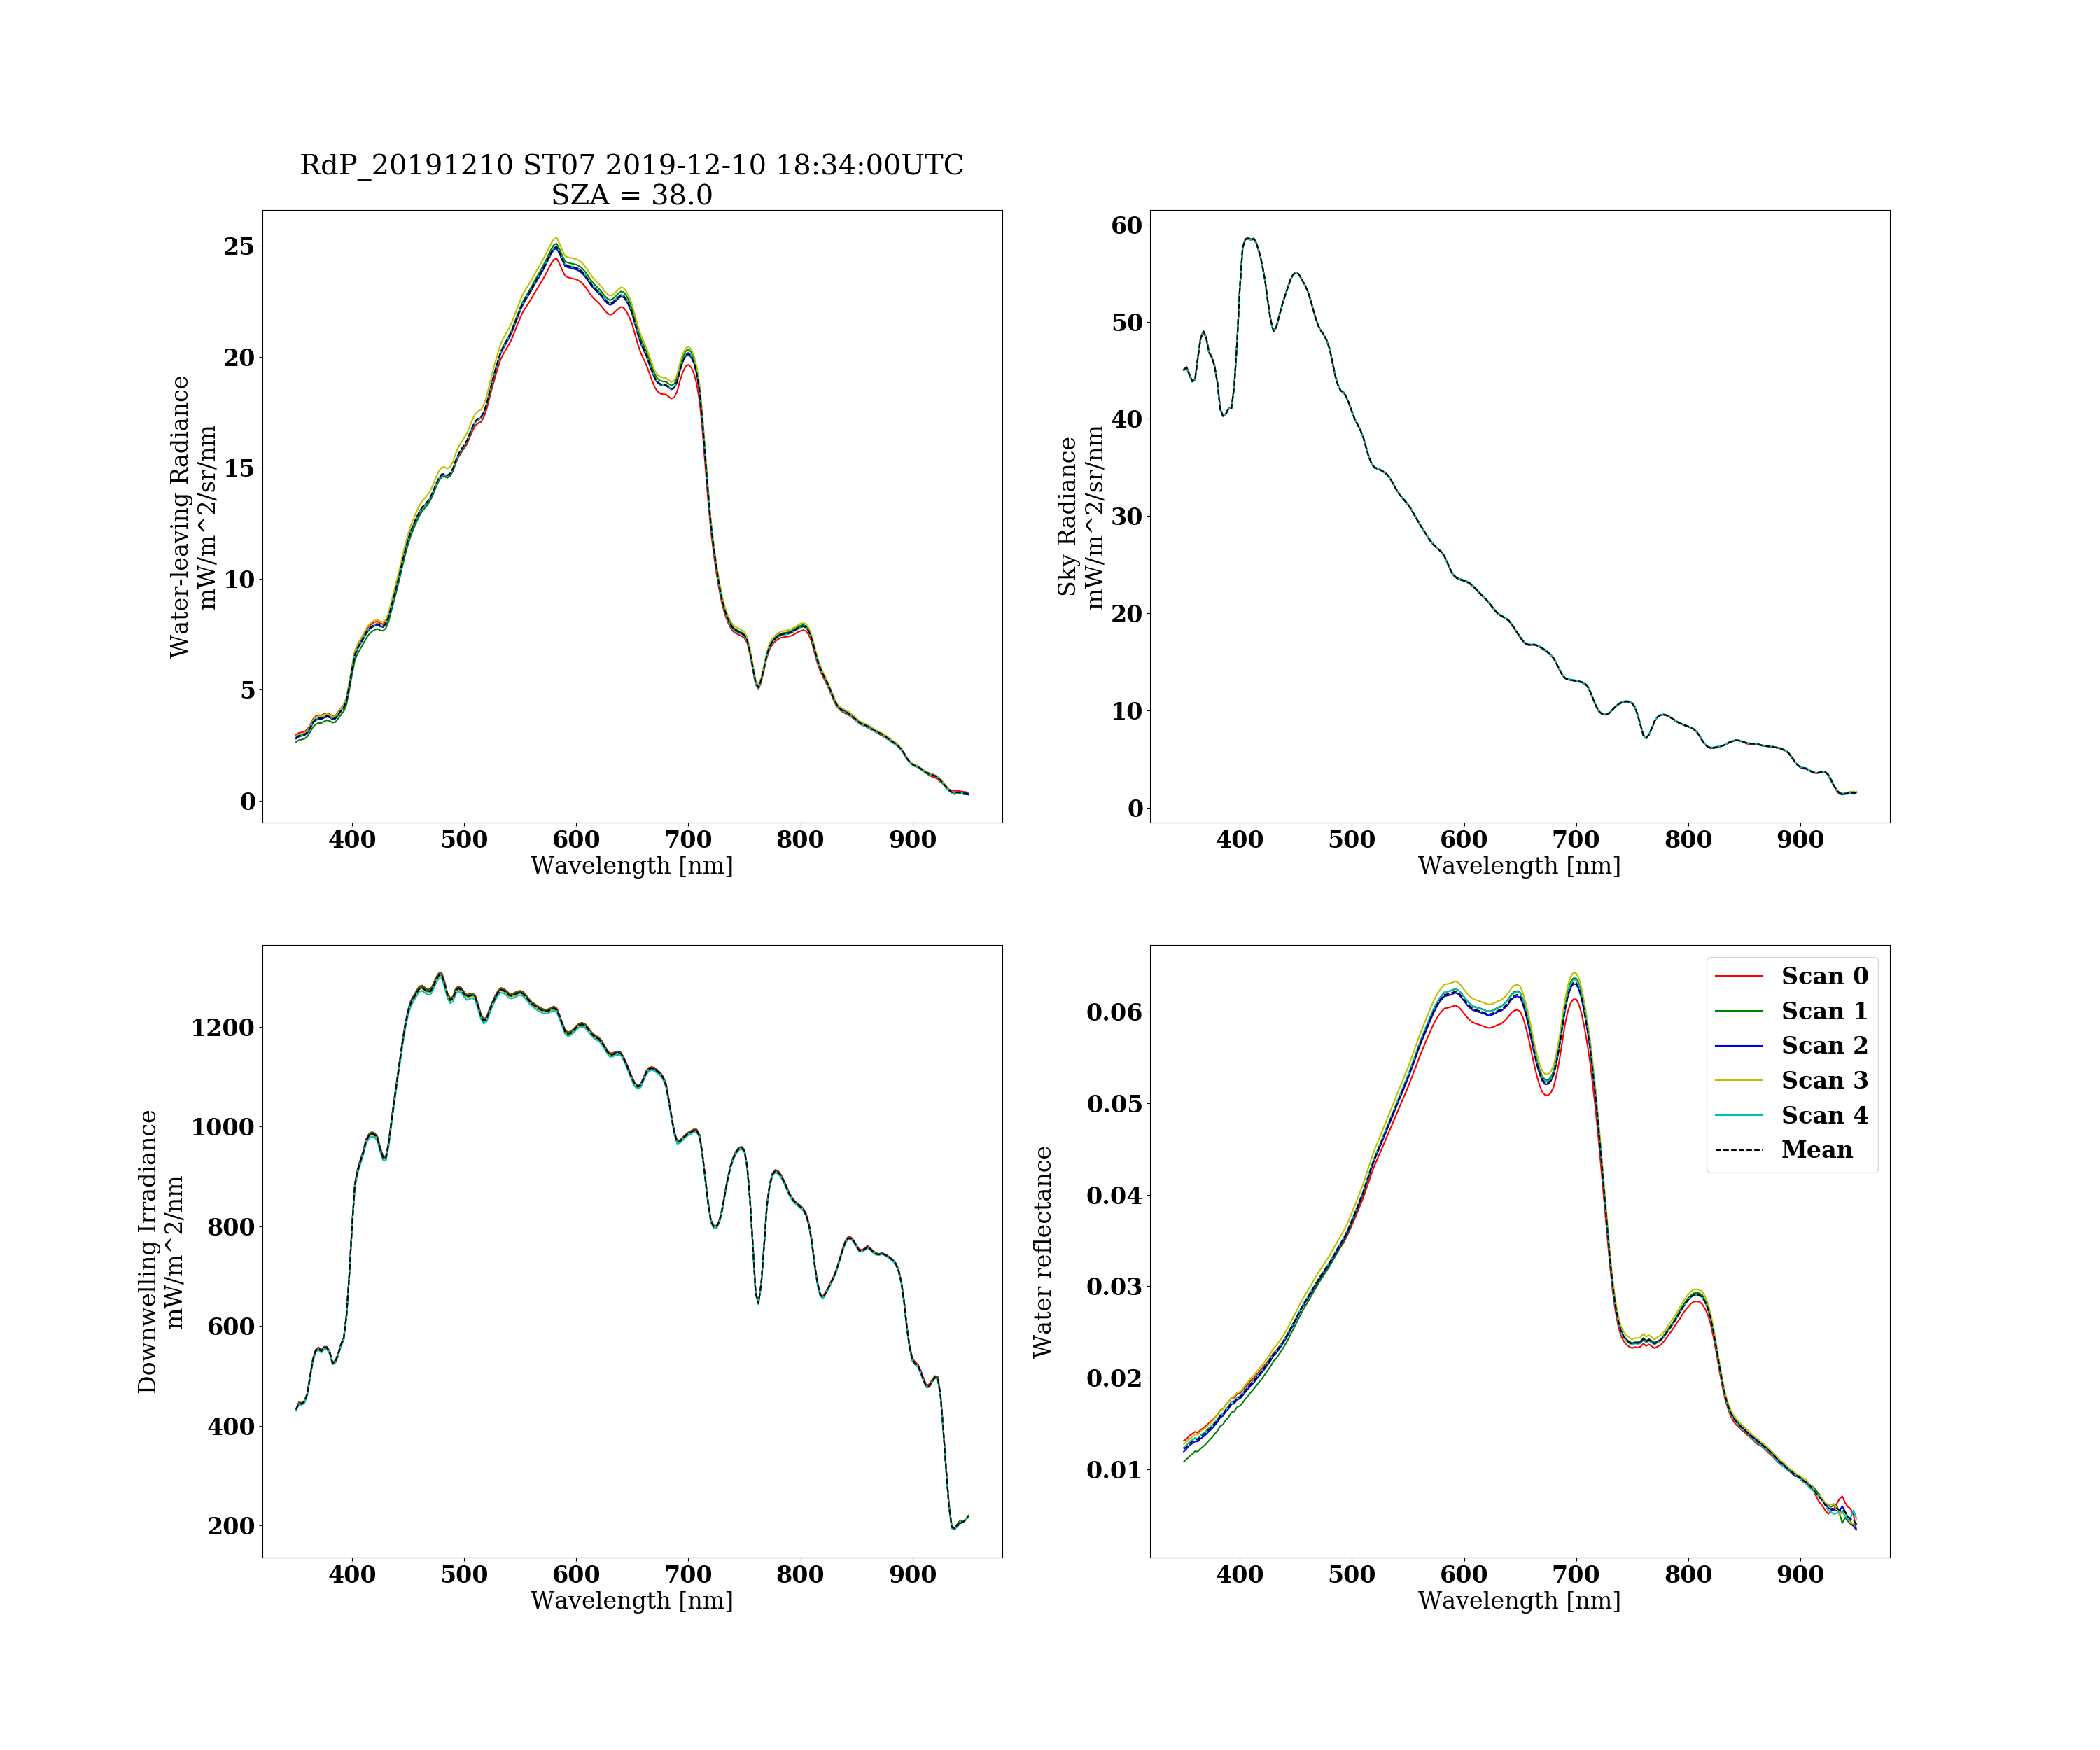 RdP_20191210 ST07 2019-12-10 18:34:00UTC
SZA = 38.0
Water-leaving Radiance
mW/m^2/sr/nm
25
20
15
10
5
0
400 500 600 700 800 900
Wavelength [nm]
Sky Radiance
mW/m^2/sr/nm
60
50
40
30
20
10
0
400 500 600 700 800 900
Wavelength [nm]
Downwelling Irradiance
mW/m^2/nm
1200
1000
800
600
400
200
400 500 600 700 800 900
Wavelength [nm]
Water reflectance
0.06
0.05
0.04
0.03
0.02
0.01
400 500 600 700 800 900
Wavelength [nm]
Scan 0
Scan 1
Scan 2
Scan 3
Scan 4
Mean